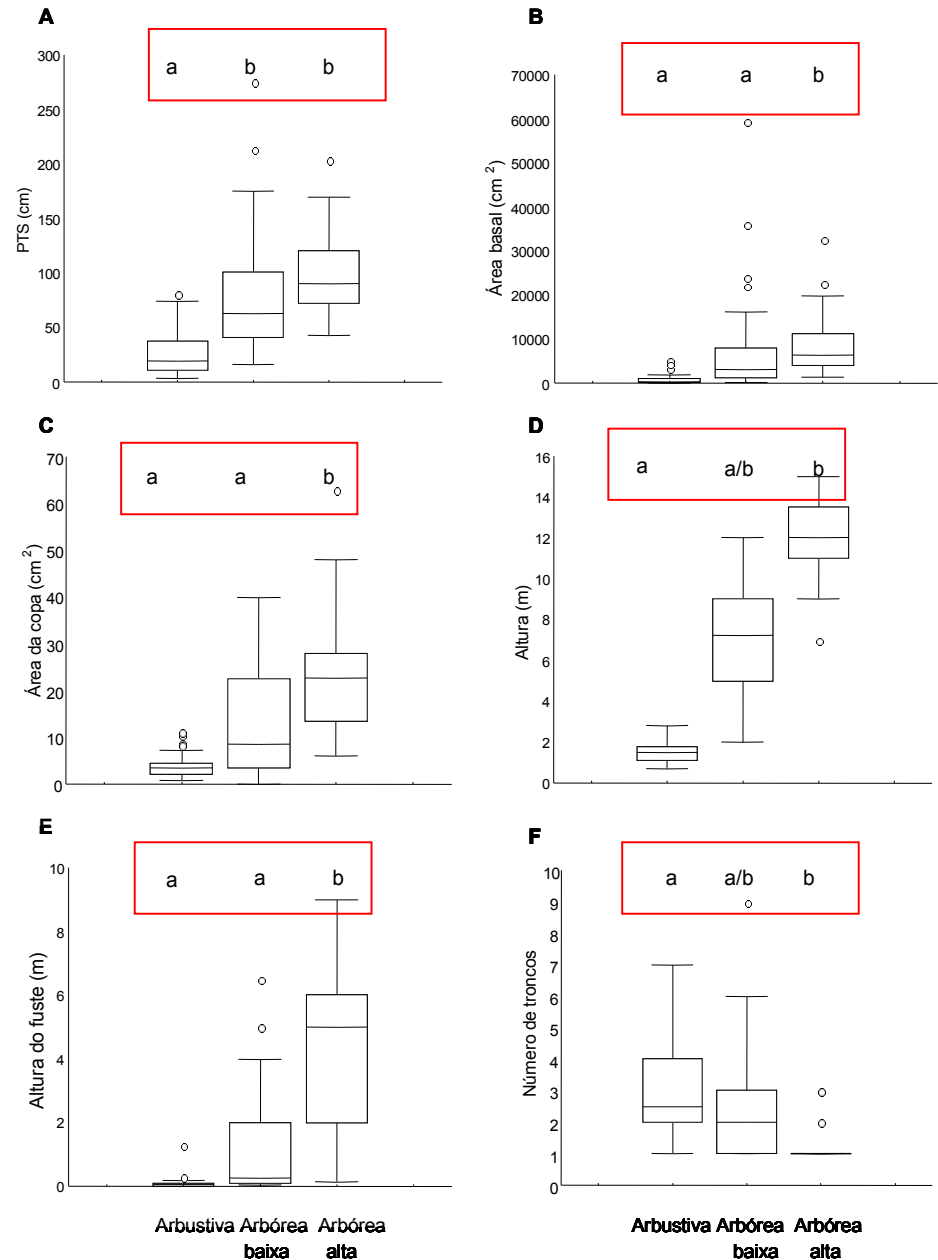 A
a b b
300
250
200
150
100
50
0
PTS (cm)
B
a a b
70000
60000
50000
40000
30000
20000
10000
0
Área basal (cm 2)
C
a a b
70
60
50
40
30
20
10
0
Área da copa (cm 2)
D
a a/b b
16
14
12
10
8
6
4
2
0
Altura (m)
E
a a b
10
8
6
4
2
0
Altura do fuste (m)
Arbustiva Arbórea Arbórea
baixa alta
F
a a/b b
10
9
8
7
6
5
4
3
2
1
0
Número de troncos
Arbustiva Arbórea Arbórea
baixa alta